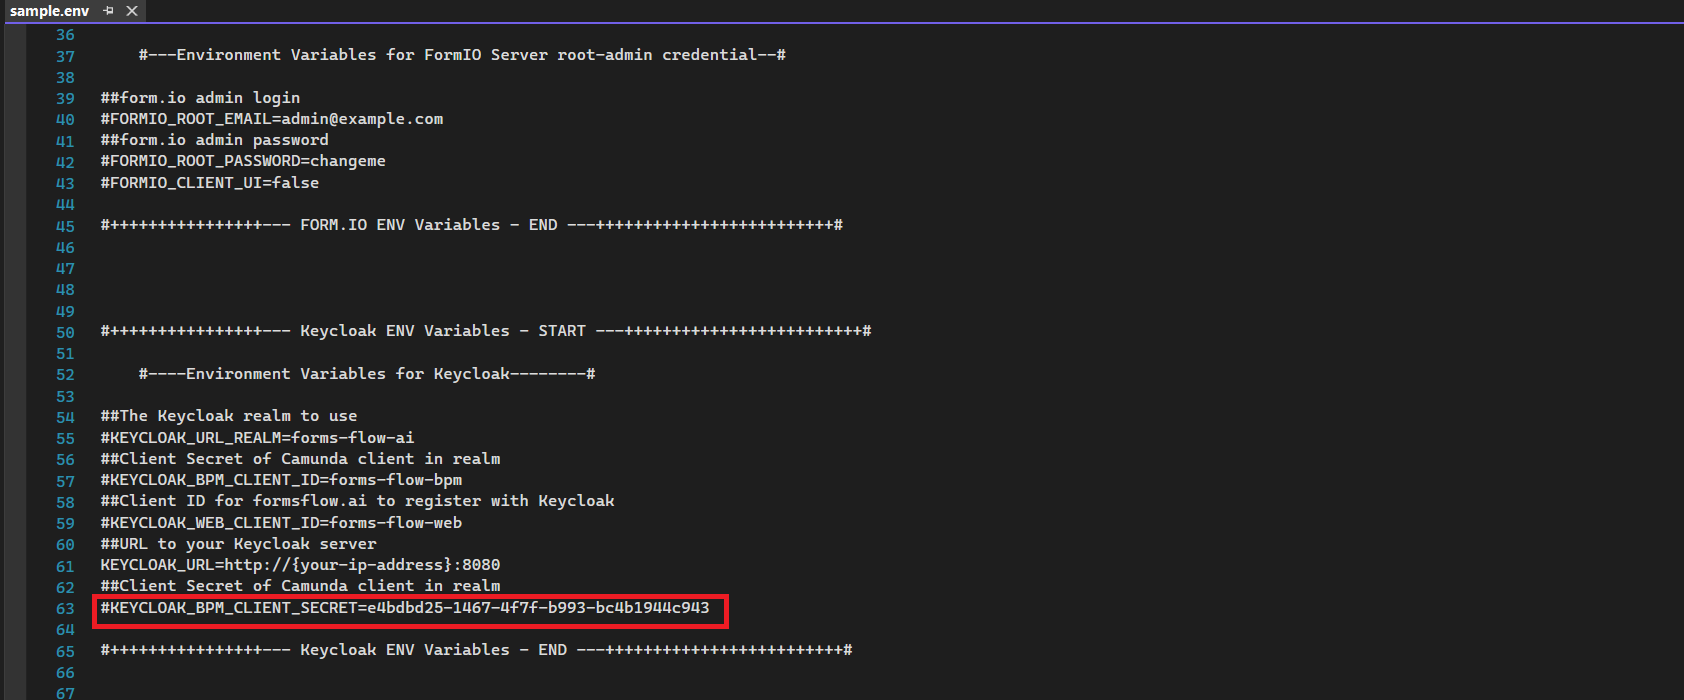 sample.env
36
37 #---Environment Variables for FormIO Server root-admin credential--#
38
39 ##form.io admin login
40 #FORMIO_ROOT_EMAIL=admin@example.com
41 ##form.io admin password
42 #FORMIO_ROOT_PASSWORD=changeme
43 #FORMIO_CLIENT_UI=false
44
45 #++++++++++++++++--- FORM.IO ENV Variables - END ---+++++++++++++++++++++++++#
46
47
48
49
50 #++++++++++++++++--- Keycloak ENV Variables - START ---+++++++++++++++++++++++++#
51
52 #----Environment Variables for Keycloak--------#
53
54 ##The Keycloak realm to use
55 #KEYCLOAK_URL_REALM=forms-flow-ai
56 ##Client Secret of Camunda client in realm
57 #KEYCLOAK_BPM_CLIENT_ID=forms-flow-bpm
58 ##Client ID for formsflow.ai to register with Keycloak
59 #KEYCLOAK_WEB_CLIENT_ID=forms-flow-web
60 ##URL to your Keycloak server
61 KEYCLOAK_URL=http://{your-ip-address}:8080
62 ##Client Secret of Camunda client in realm
63 #KEYCLOAK_BPM_CLIENT_SECRET=e4bdbd25-1467-4f7f-b993-bc4b1944c943
64
65 #++++++++++++++++--- Keycloak ENV Variables - END ---+++++++++++++++++++++++++#
66
67